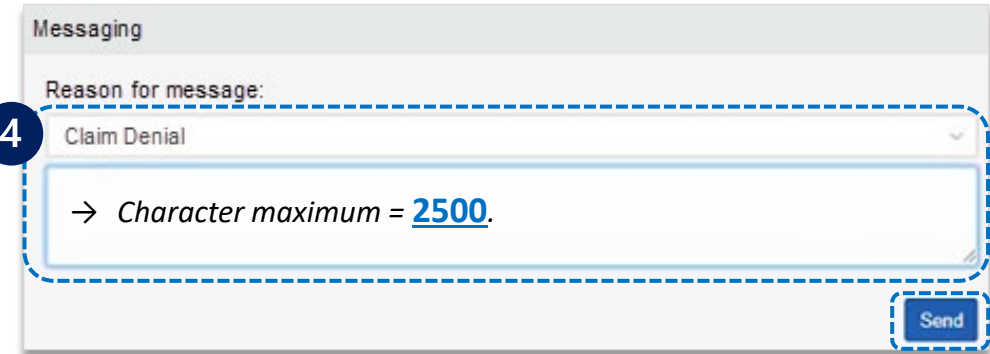 Messaging
Reason for message:
4
Claim Denial
→ Character maximum = 2500.
Send